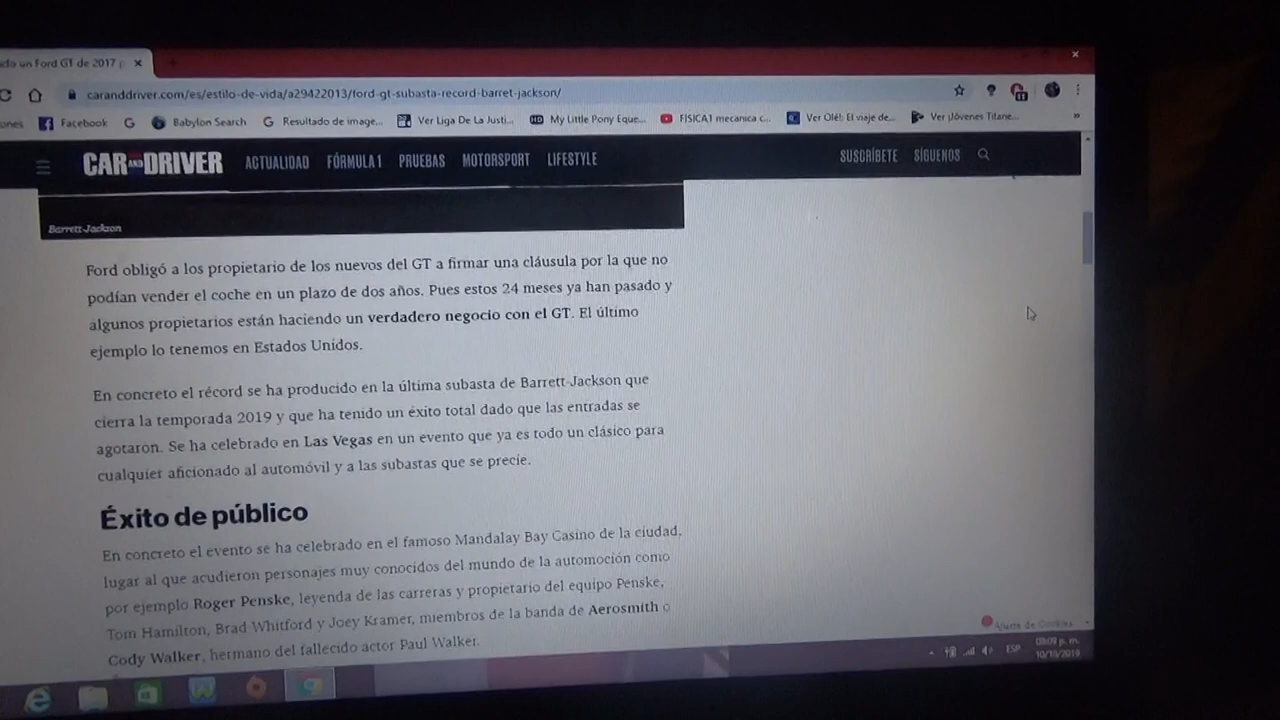 do un Ford GT de 2017
caranddriver.com/es/estilo-de-vida/a29422013/ford-gt-subasta-record-barret-jackson/
ones Facebook Babylon Search Resultado de image... Ver Liga De La Justi... My Little Pony Eque... FISICA1 mecanica c... Ver Olé!: El viaje de... Ver ¡Jóvenes Titane... »
CAR AND DRIVER ACTUALIDAD FÓRMULA 1 PRUEBAS MOTORSPORT LIFESTYLE SUSCRÍBETE SÍGUENOS
Barrett-Jackson
Ford obligó a los propietario de los nuevos del GT a firmar una cláusula por la que no
podían vender el coche en un plazo de dos años. Pues estos 24 meses ya han pasado y
algunos propietarios están haciendo un verdadero negocio con el GT. El último
ejemplo lo tenemos en Estados Unidos.
En concreto el récord se ha producido en la última subasta de Barrett-Jackson que
cierra la temporada 2019 y que ha tenido un éxito total dado que las entradas se
agotaron. Se ha celebrado en Las Vegas en un evento que ya es todo un clásico para
cualquier aficionado al automóvil y a las subastas que se precie.
Éxito de público
En concreto el evento se ha celebrado en el famoso Mandalay Bay Casino de la ciudad,
lugar al que acudieron personajes muy conocidos del mundo de la automoción como
por ejemplo Roger Penske, leyenda de las carreras y propietario del equipo Penske,
Tom Hamilton, Brad Whitford y Joey Kramer, miembros de la banda de Aerosmith o
Cody Walker, hermano del fallecido actor Paul Walker.
Ajuste de Cookies
ESP
03:09 p. m.
10/10/2019